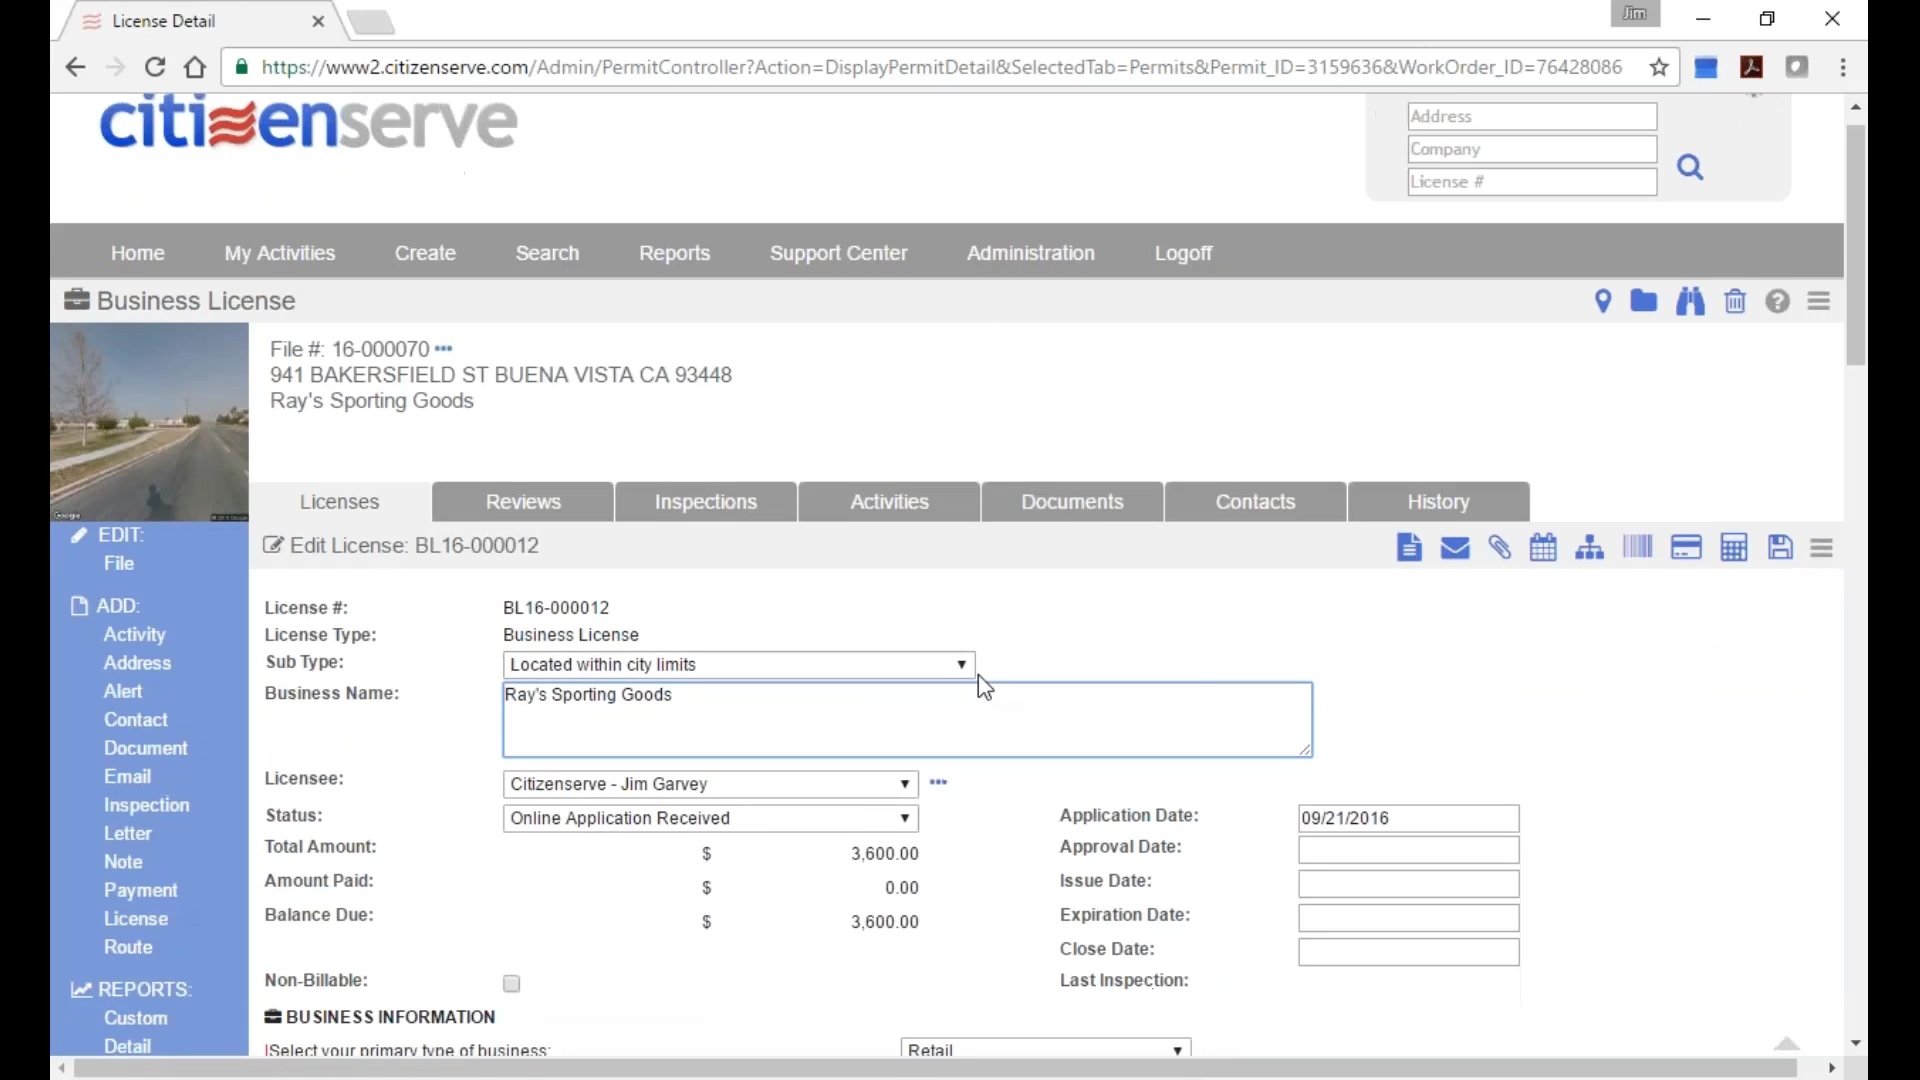 License Detail
Jim
https://www2.citizenserve.com/Admin/PermitController?Action=DisplayPermitDetail&SelectedTab=Permits&Permit_ID=3159636&WorkOrder_ID=76428086
citizenserve
Address
Company
License #
Home My Activities Create Search Reports Support Center Administration Logoff
Business License
File #: 16-000070 •••
941 BAKERSFIELD ST BUENA VISTA CA 93448
Ray's Sporting Goods
Google
Licenses Reviews Inspections Activities Documents Contacts History
EDIT:
File
ADD:
Activity
Address
Alert
Contact
Document
Email
Inspection
Letter
Note
Payment
License
Route
REPORTS:
Custom
Detail
Edit License: BL16-000012
License #: BL16-000012
License Type: Business License
Sub Type: Located within city limits
Business Name: Ray's Sporting Goods
Licensee: Citizenserve - Jim Garvey •••
Status: Online Application Received Application Date: 09/21/2016
Total Amount: $ 3,600.00 Approval Date:
Amount Paid: $ 0.00 Issue Date:
Balance Due: $ 3,600.00 Expiration Date:
Close Date:
Non-Billable: Last Inspection:
BUSINESS INFORMATION
Select your primary type of business: Retail